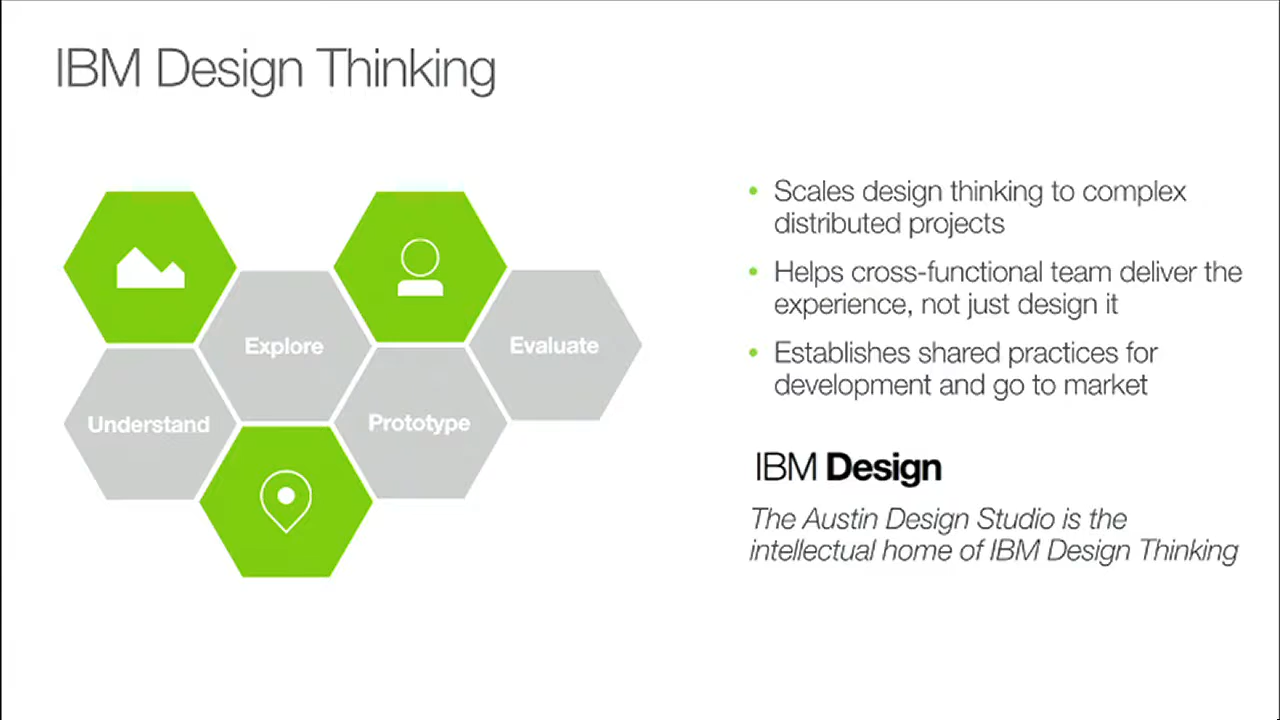 IBM Design Thinking
Explore
Evaluate
Understand
Prototype
• Scales design thinking to complex
distributed projects
• Helps cross-functional team deliver the
experience, not just design it
• Establishes shared practices for
development and go to market
IBM Design
The Austin Design Studio is the
intellectual home of IBM Design Thinking